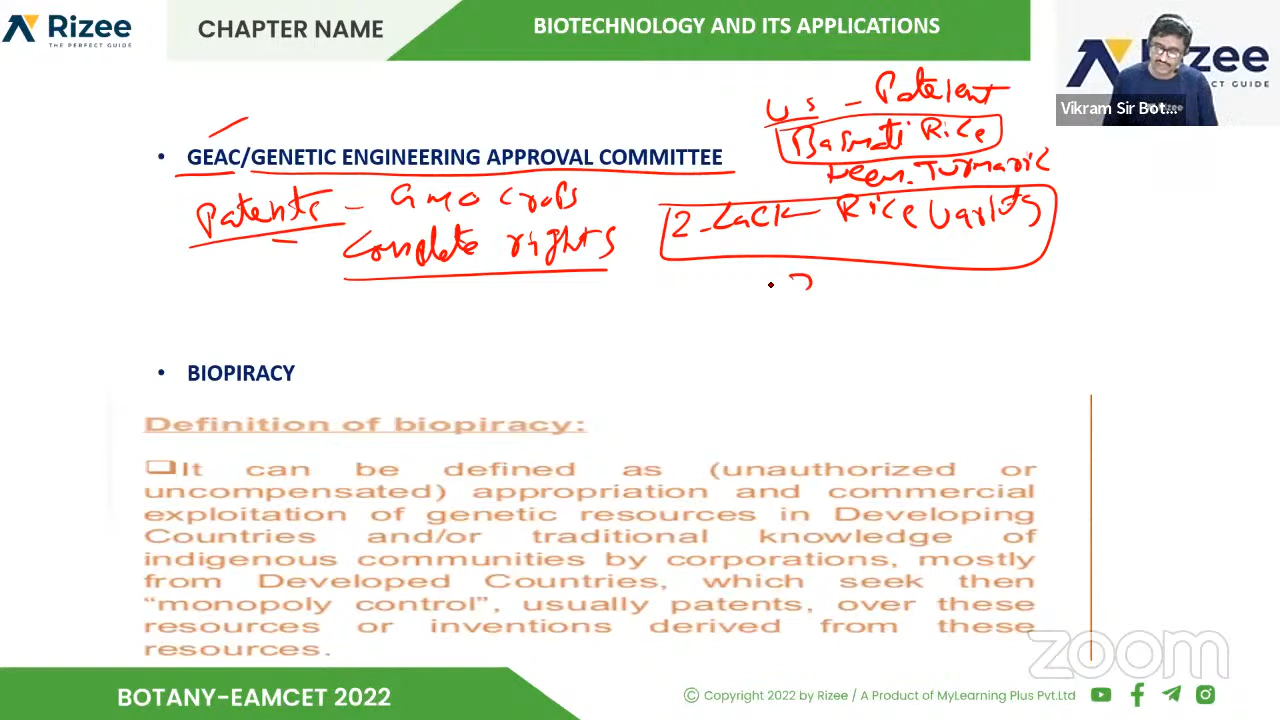 Rizee
THE PERFECT GUIDE
CHAPTER NAME
BIOTECHNOLOGY AND ITS APPLICATIONS
Rizee
Vikram Sir Bot...
US - Patent
Basmati Rice
Neem. Turmaric
• GEAC/GENETIC ENGINEERING APPROVAL COMMITTEE
Patents - GMO crops
Complete rights
2-Lack Rice
• BIOPIRACY
Definition of biopiracy:
❑It can be defined as (unauthorized or
uncompensated) appropriation and commercial
exploitation of genetic resources in Developing
Countries and/or traditional knowledge of
indigenous communities by corporations, mostly
from Developed Countries, which seek then
“monopoly control”, usually patents, over these
resources or inventions derived from these
resources.
zoom
BOTANY-EAMCET 2022
© Copyright 2022 by Rizee / A Product of MyLearning Plus Pvt.Ltd